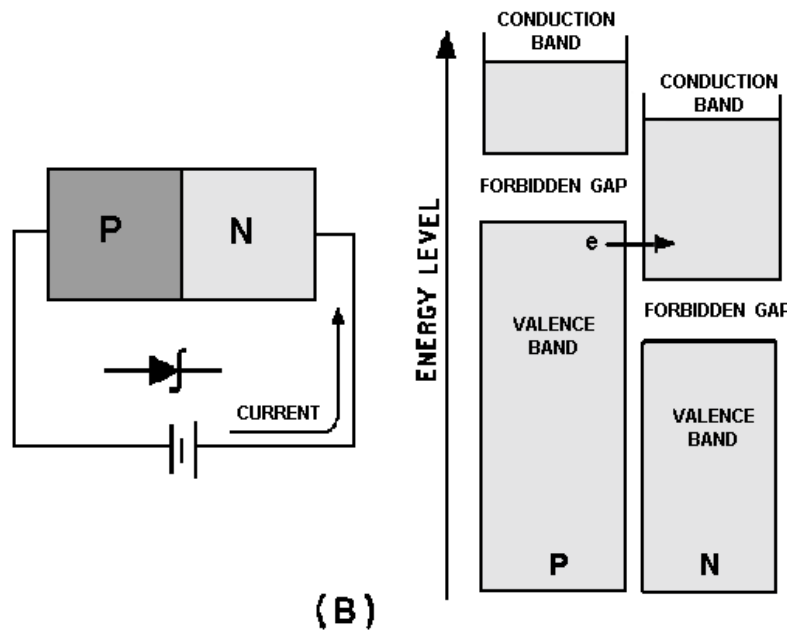 P N
CURRENT
ENERGY LEVEL
CONDUCTION
BAND
CONDUCTION
BAND
FORBIDDEN GAP
e
FORBIDDEN GAP
VALENCE
BAND
VALENCE
BAND
P
N
(B)